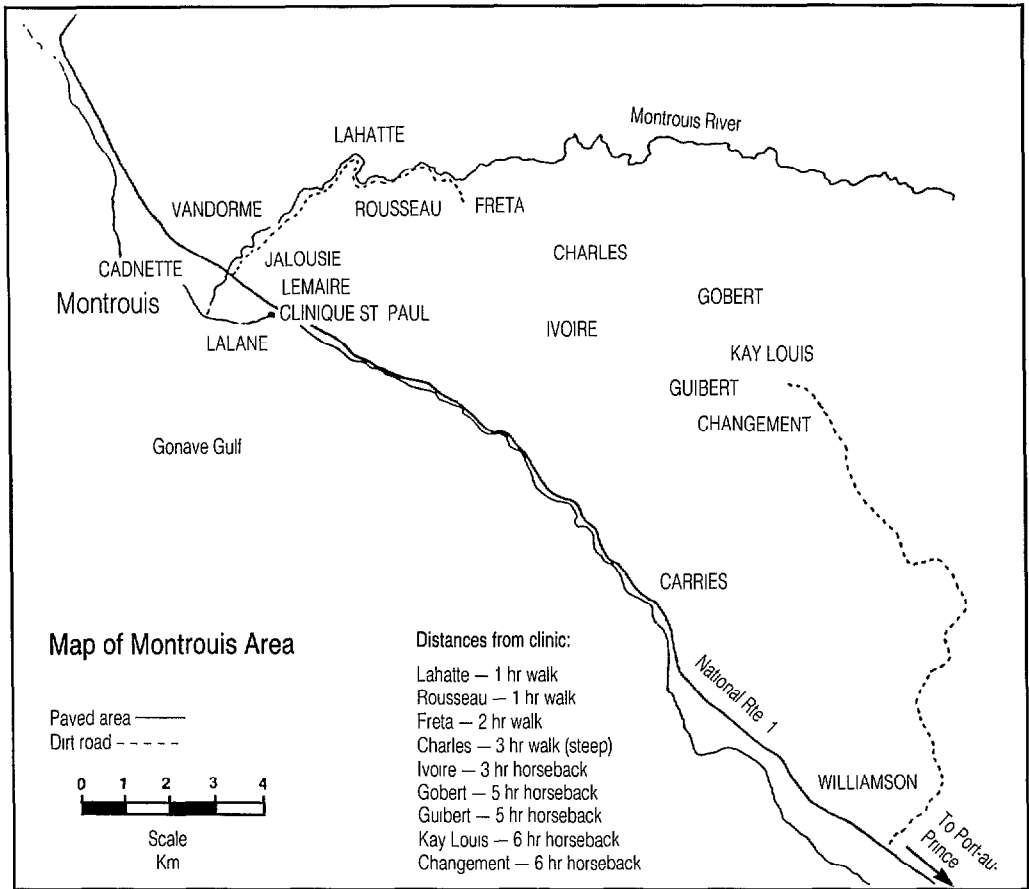 Montrouis River
LAHATTE
VANDORME
ROUSSEAU
FRETA
CHARLES
JALOUSIE
CADNETTE
LEMAIRE
Montrouis
CLINIQUE ST PAUL
GOBERT
IVOIRE
LALANE
KAY LOUIS
GUIBERT
CHANGEMENT
Gonave Gulf
CARRIES
National Rte 1
WILLIAMSON
To Port-au-
Prince
Map of Montrouis Area
Paved area
Dirt road
0 1 2 3 4
Scale
Km
Distances from clinic:
Lahatte — 1 hr walk
Rousseau — 1 hr walk
Freta — 2 hr walk
Charles — 3 hr walk (steep)
Ivoire — 3 hr horseback
Gobert — 5 hr horseback
Guibert — 5 hr horseback
Kay Louis — 6 hr horseback
Changement — 6 hr horseback